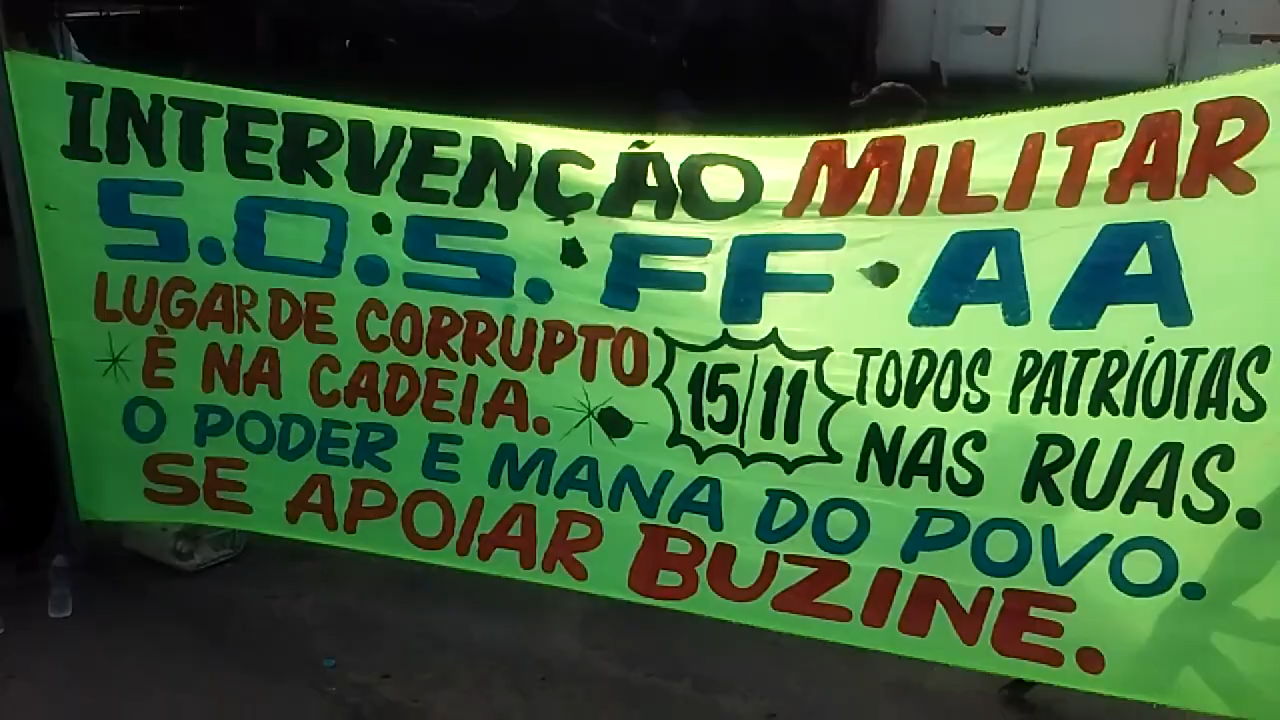 INTERVENÇÃO MILITAR
S.O.S. FF AA
LUGAR DE CORRUPTO
È NA CADEIA.
15/11
TODOS PATRÍOTAS
NAS RUAS.
O PODER E MANA DO POVO.
SE APOIAR BUZINE.